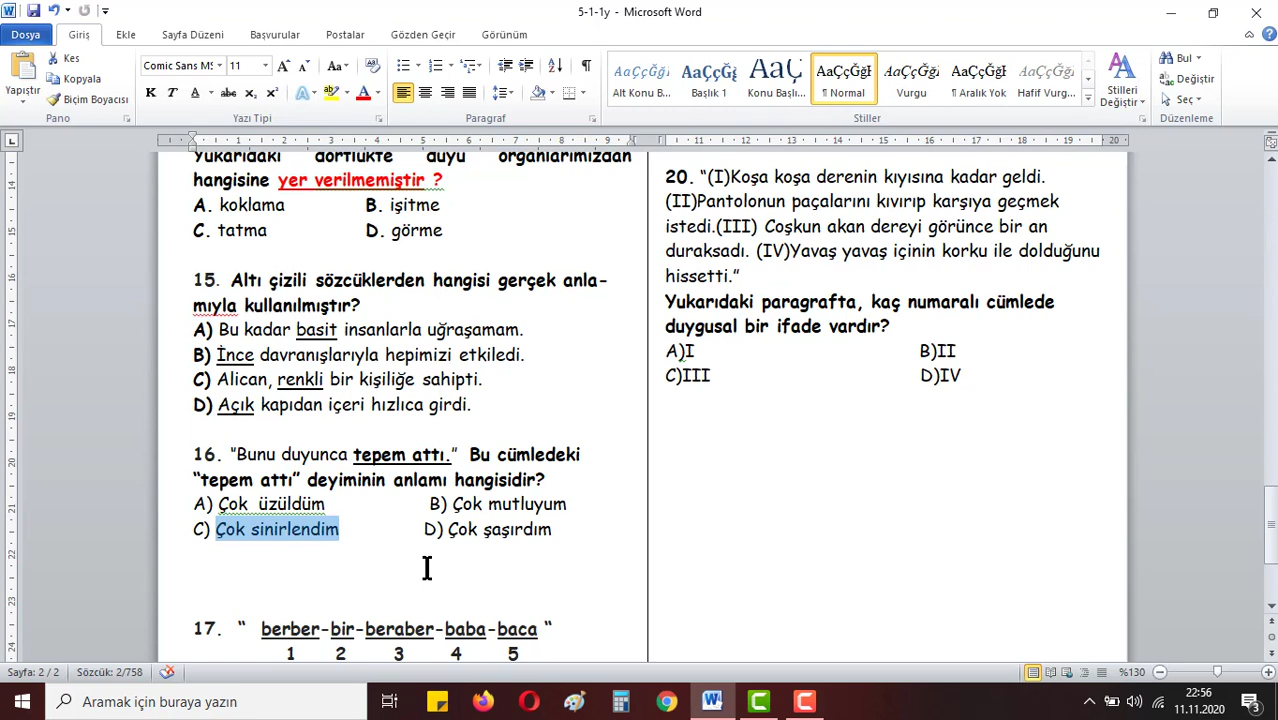 5-1-1y - Microsoft Word
Dosya Giriş Ekle Sayfa Düzeni Başvurular Postalar Gözden Geçir Görünüm
Yapıştır
Kes
Kopyala
Biçim Boyacısı
Pano
Comic Sans MS 11
Yazı Tipi
Paragraf
AaÇçĞğİ AaÇçĞğ AaÇç AaÇçĞğH AaÇçĞğİ AaÇçĞğH AaÇçĞğİ
Alt Konu B... Başlık 1 Konu Başlı... ¶ Normal Vurgu ¶ Aralık Yok Hafif Vurg...
Stilleri Değiştir
Stiller
Bul
Değiştir
Seç
Düzenleme
Yukarıdaki dörtlükte duyu organlarımızdan
hangisine yer verilmemiştir ?
A. koklama B. işitme
C. tatma D. görme
15. Altı çizili sözcüklerden hangisi gerçek anla-
mıyla kullanılmıştır?
A) Bu kadar basit insanlarla uğraşamam.
B) İnce davranışlarıyla hepimizi etkiledi.
C) Alican, renkli bir kişiliğe sahipti.
D) Açık kapıdan içeri hızlıca girdi.
16. "Bunu duyunca tepem attı." Bu cümledeki
"tepem attı" deyiminin anlamı hangisidir?
A) Çok üzüldüm B) Çok mutluyum
C) Çok sinirlendim D) Çok şaşırdım
17. " berber-bir-beraber-baba-baca "
1 2 3 4 5
20. "(I)Koşa koşa derenin kıyısına kadar geldi.
(II)Pantolonun paçalarını kıvırıp karşıya geçmek
istedi.(III) Coşkun akan dereyi görünce bir an
duraksadı. (IV)Yavaş yavaş içinin korku ile dolduğunu
hissetti."
Yukarıdaki paragrafta, kaç numaralı cümlede
duygusal bir ifade vardır?
A)I B)II
C)III D)IV
Sayfa: 2 / 2 Sözcük: 2/758 %130
Aramak için buraya yazın
22:56
11.11.2020
3